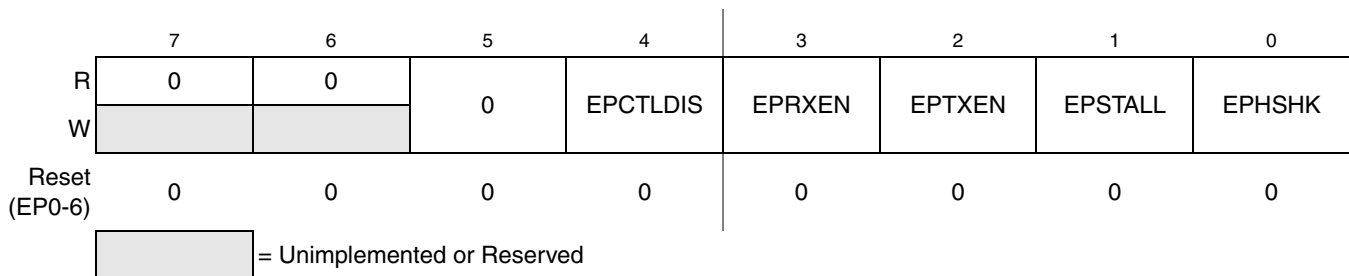 7 6 5 4 3 2 1 0
R 0 0 0 EPCTLDIS EPRXEN EPTXEN EPSTALL EPHSHK
W
Reset (EP0-6) 0 0 0 0 0 0 0 0
= Unimplemented or Reserved